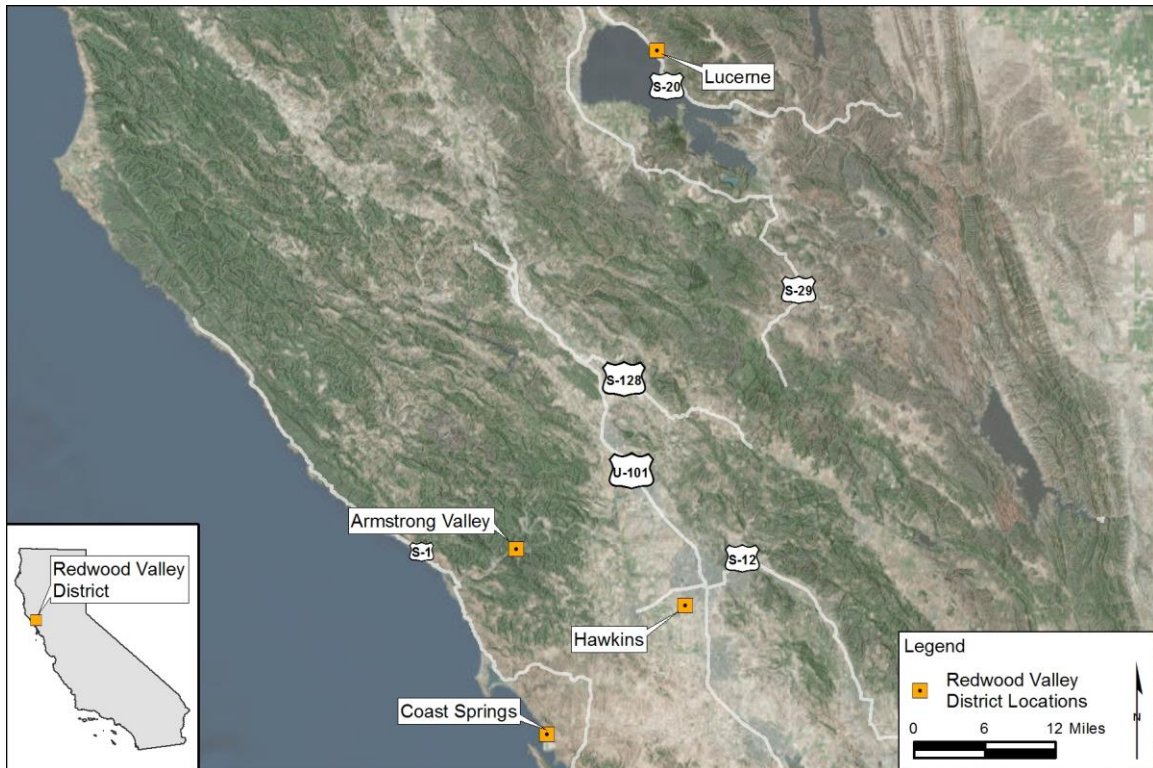 Lucerne
S-20
S-29
S-128
U-101
Armstrong Valley
S-1
S-12
Hawkins
Coast Springs
Redwood Valley
District
Legend
Redwood Valley
District Locations
0 6 12 Miles
N